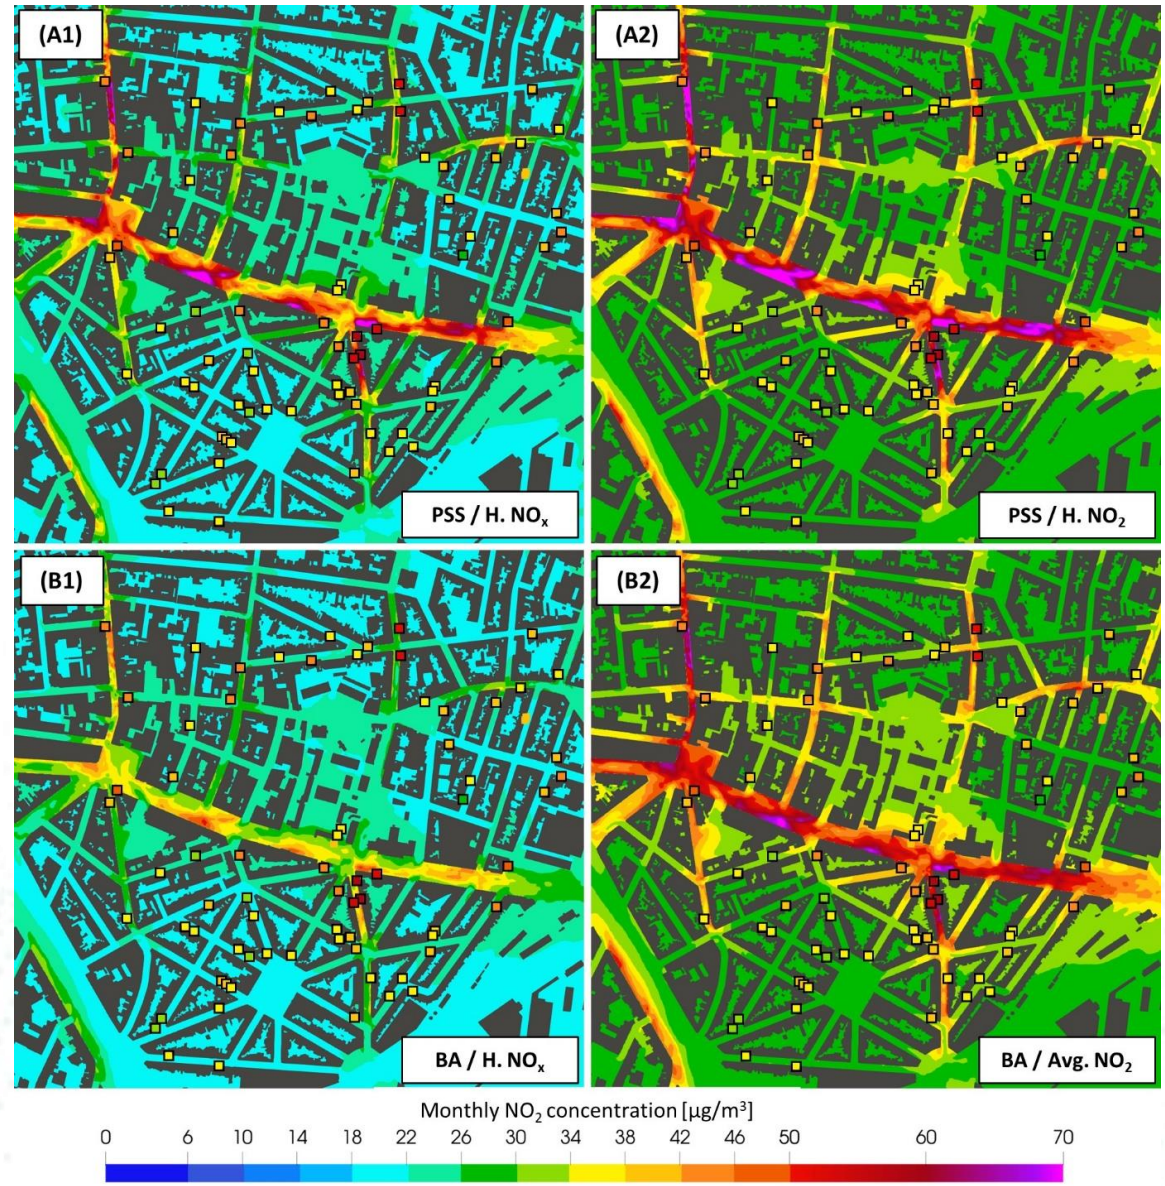 (A1)
(A2)
PSS / H. NOₓ
PSS / H. NO₂
(B1)
(B2)
BA / H. NOₓ
BA / Avg. NO₂
Monthly NO₂ concentration [µg/m³]
0 6 10 14 18 22 26 30 34 38 42 46 50 60 70